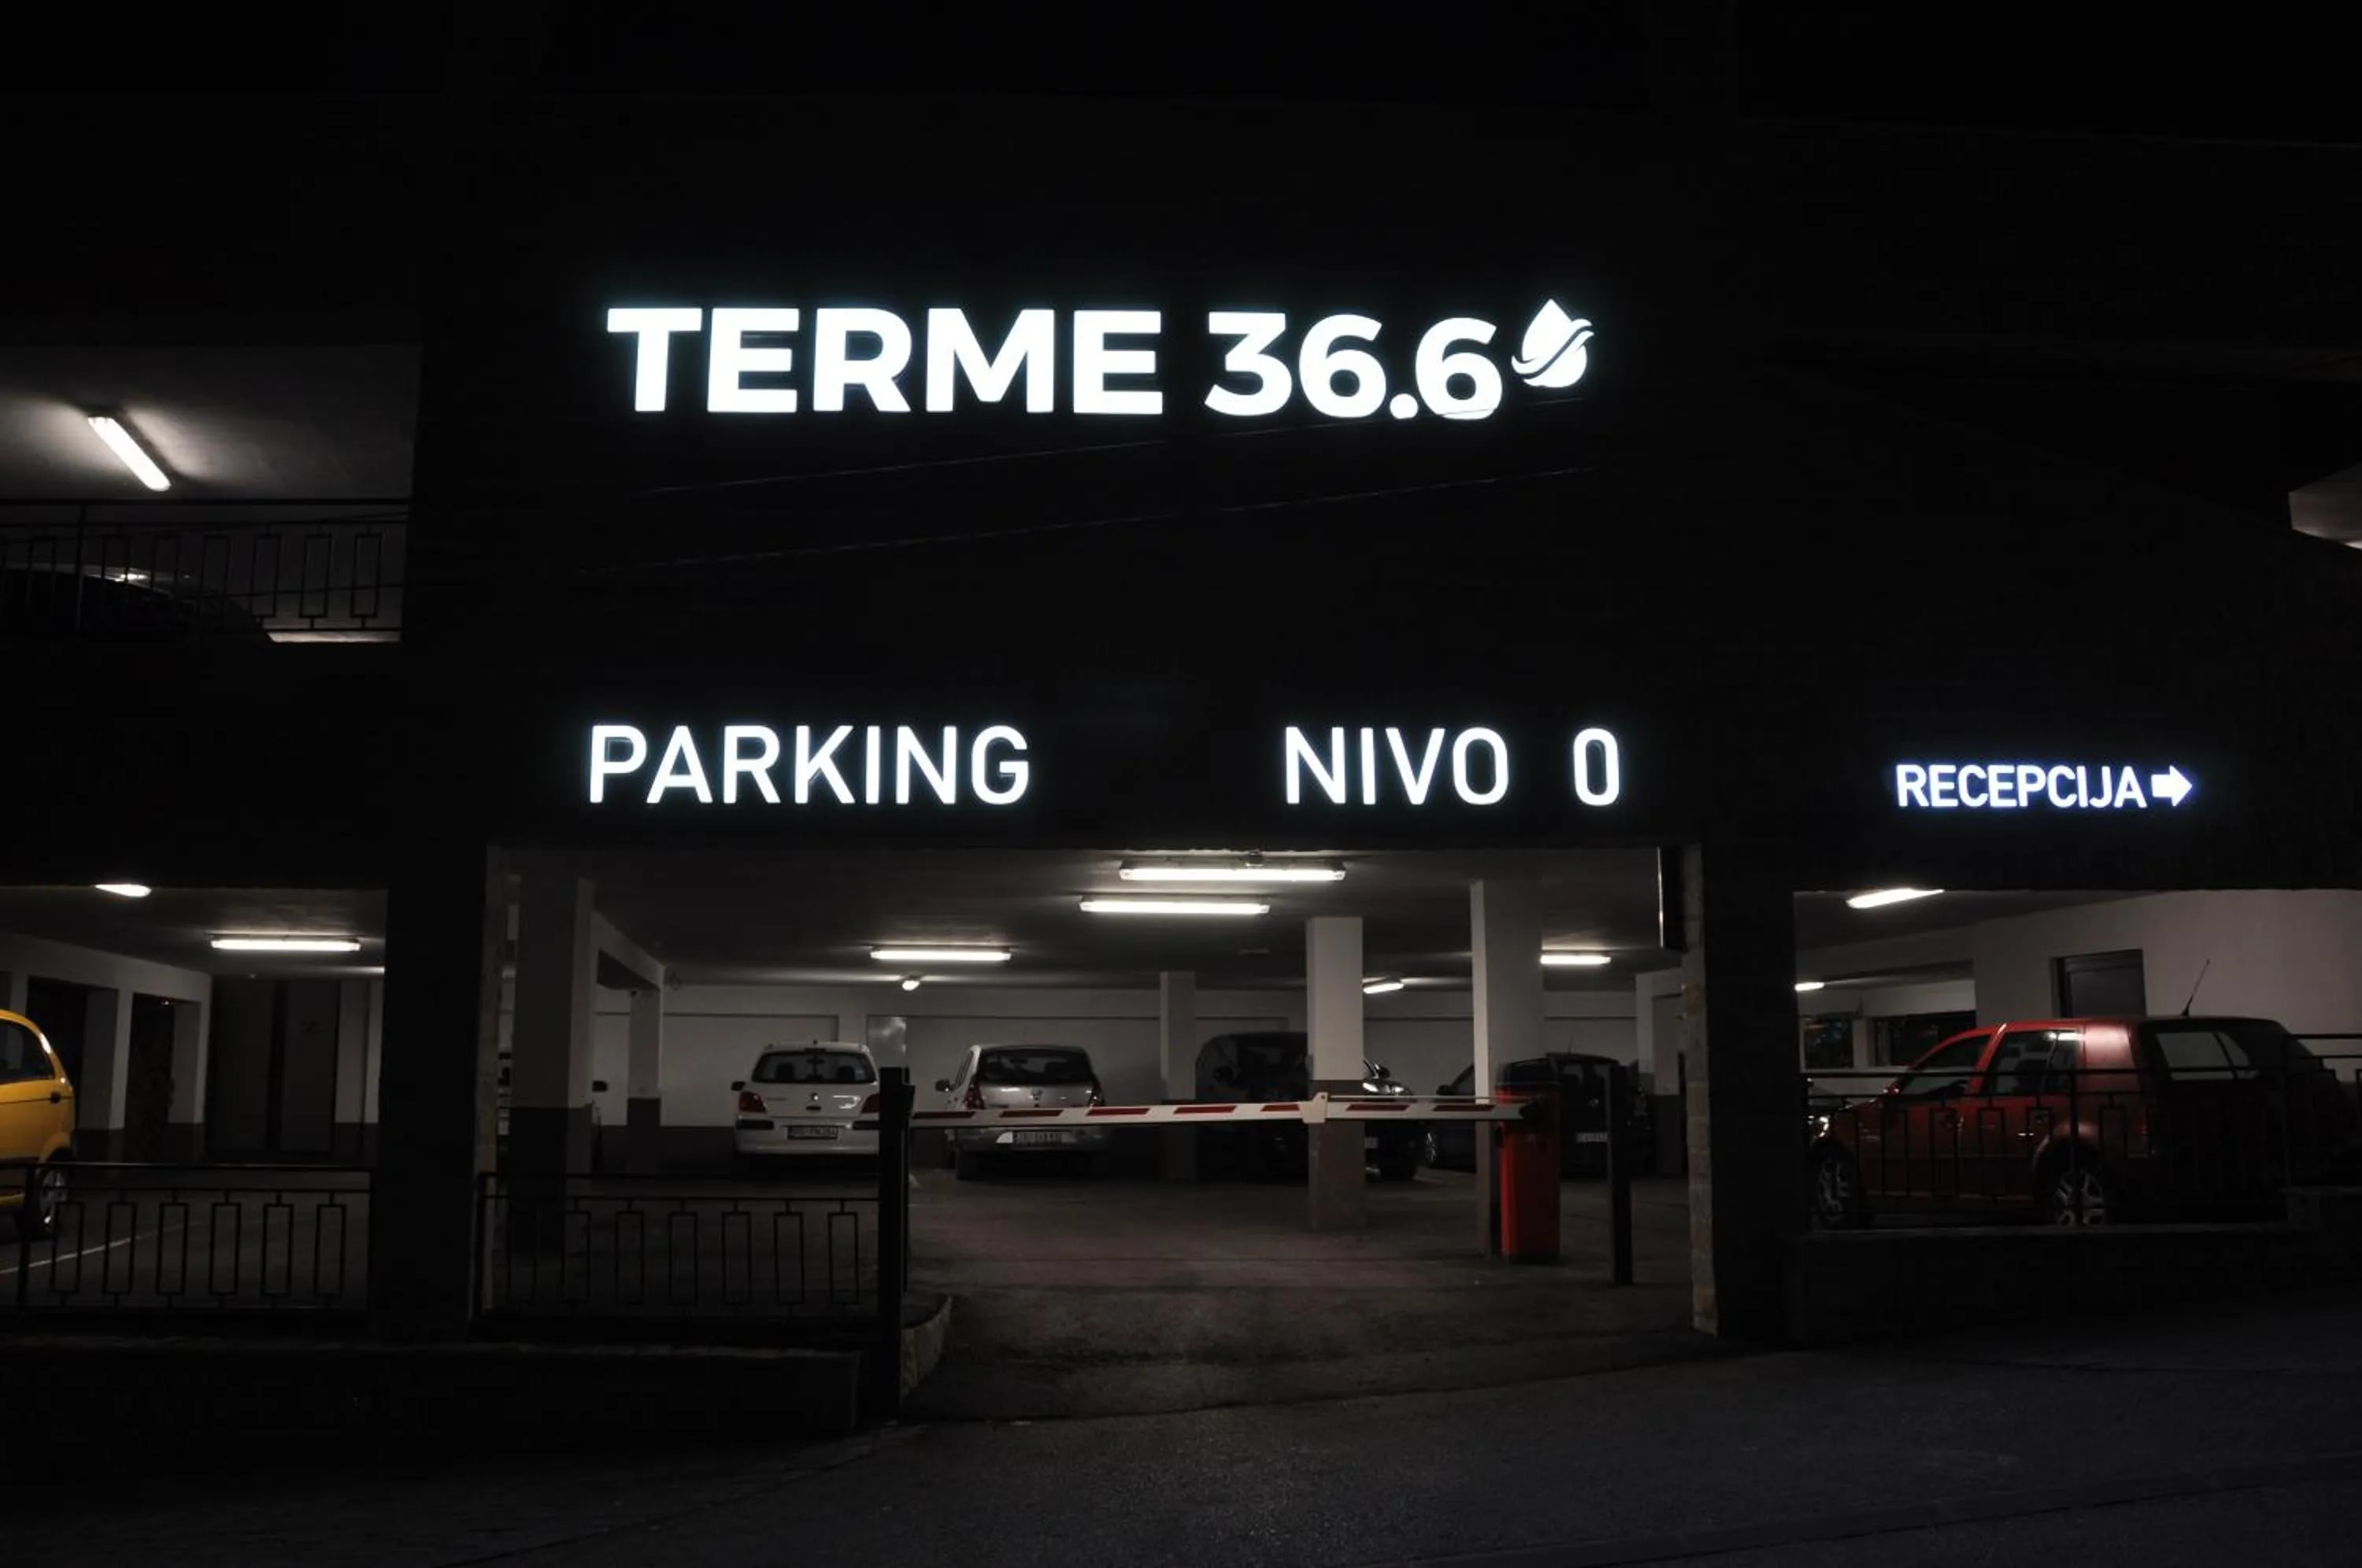 TERME 36.6
PARKING NIVO 0
RECEPCIJA